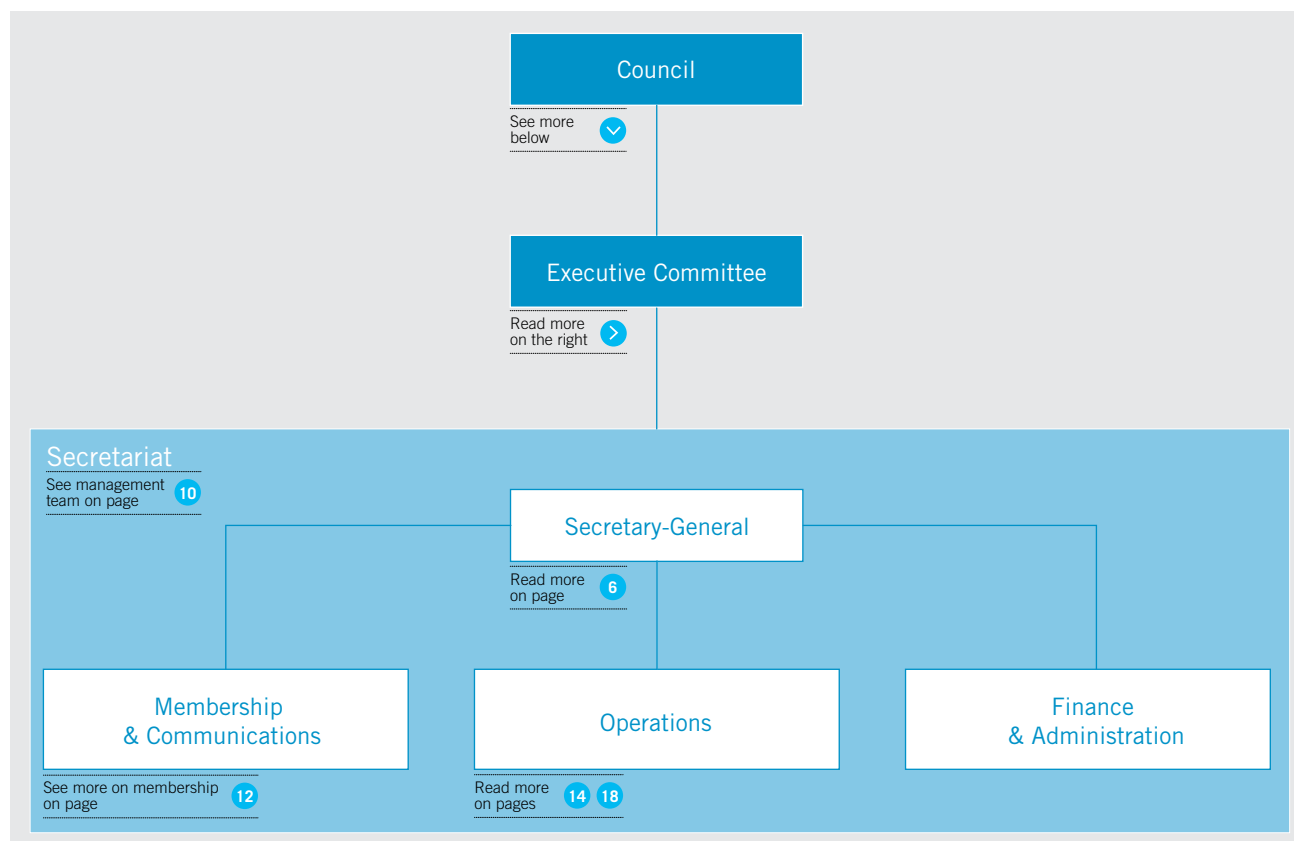 Council
See more
below
Executive Committee
Read more
on the right
Secretariat
See management
team on page
10
Secretary-General
Read more
on page
6
Membership
& Communications
Operations
Finance
& Administration
See more on membership
on page
12
Read more
on pages
14 18